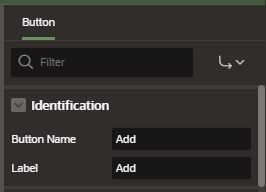 Button
Filter
Identification
Button Name Add
Label Add